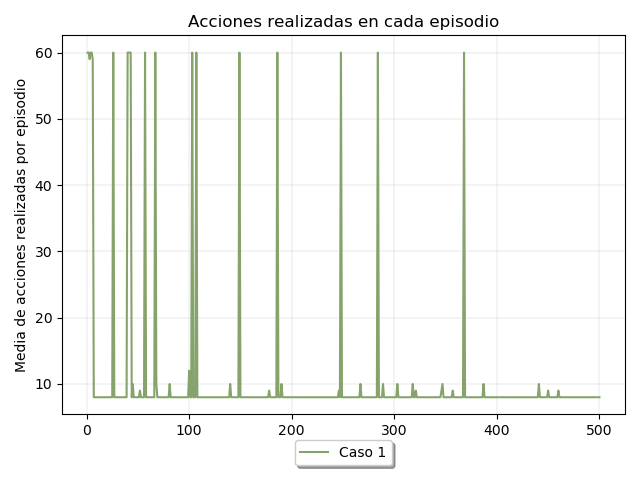 Acciones realizadas en cada episodio
Media de acciones realizadas por episodio
60
50
40
30
20
10
0 100 200 300 400 500
Caso 1